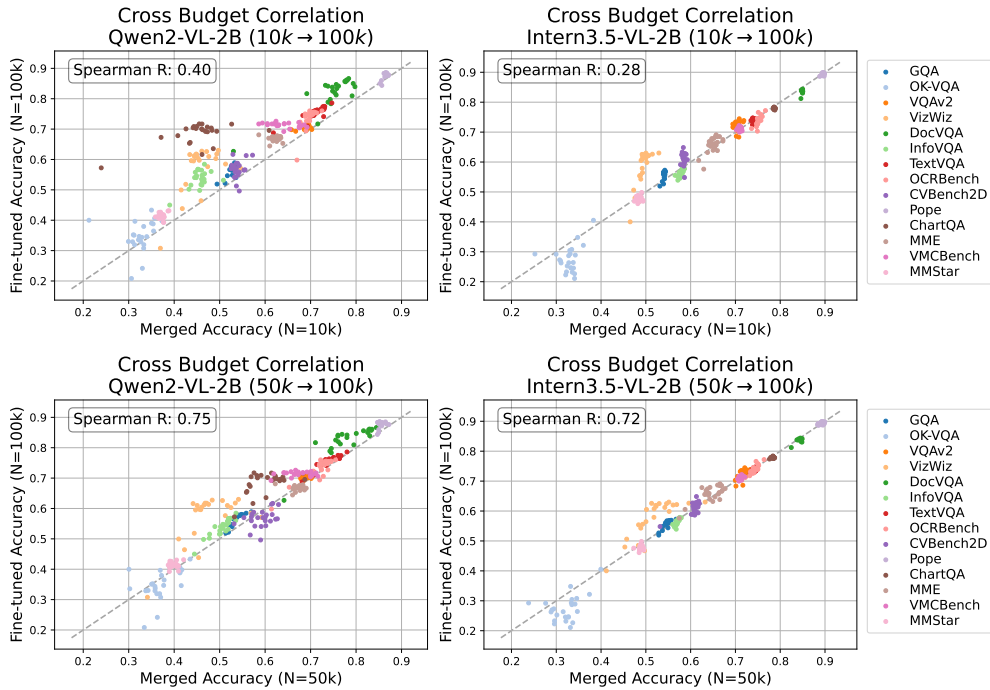 Cross Budget Correlation
Qwen2-VL-2B (10k→100k)
Spearman R: 0.40
Fine-tuned Accuracy (N=100k)
0.9
0.8
0.7
0.6
0.5
0.4
0.3
0.2
0.2 0.3 0.4 0.5 0.6 0.7 0.8 0.9
Merged Accuracy (N=10k)
Cross Budget Correlation
Intern3.5-VL-2B (10k→100k)
Spearman R: 0.28
Fine-tuned Accuracy (N=100k)
0.9
0.8
0.7
0.6
0.5
0.4
0.3
0.2
0.2 0.3 0.4 0.5 0.6 0.7 0.8 0.9
Merged Accuracy (N=10k)
GQA
OK-VQA
VQAv2
VizWiz
DocVQA
InfoVQA
TextVQA
OCRBench
CVBench2D
Pope
ChartQA
MME
VMCBench
MMStar
Cross Budget Correlation
Qwen2-VL-2B (50k→100k)
Spearman R: 0.75
Fine-tuned Accuracy (N=100k)
0.9
0.8
0.7
0.6
0.5
0.4
0.3
0.2
0.2 0.3 0.4 0.5 0.6 0.7 0.8 0.9
Merged Accuracy (N=50k)
Cross Budget Correlation
Intern3.5-VL-2B (50k→100k)
Spearman R: 0.72
Fine-tuned Accuracy (N=100k)
0.9
0.8
0.7
0.6
0.5
0.4
0.3
0.2
0.2 0.3 0.4 0.5 0.6 0.7 0.8 0.9
Merged Accuracy (N=50k)
GQA
OK-VQA
VQAv2
VizWiz
DocVQA
InfoVQA
TextVQA
OCRBench
CVBench2D
Pope
ChartQA
MME
VMCBench
MMStar